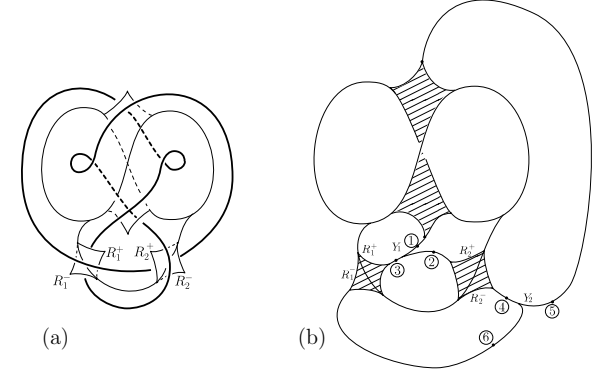 R₁⁺ R₂⁺
R₁⁻ R₂⁻
(a)
① 
R₁⁺ Y₁ R₂⁺
②
R₁⁻ ③
R₂⁻ ④ Y₂ ⑤
⑥
(b)